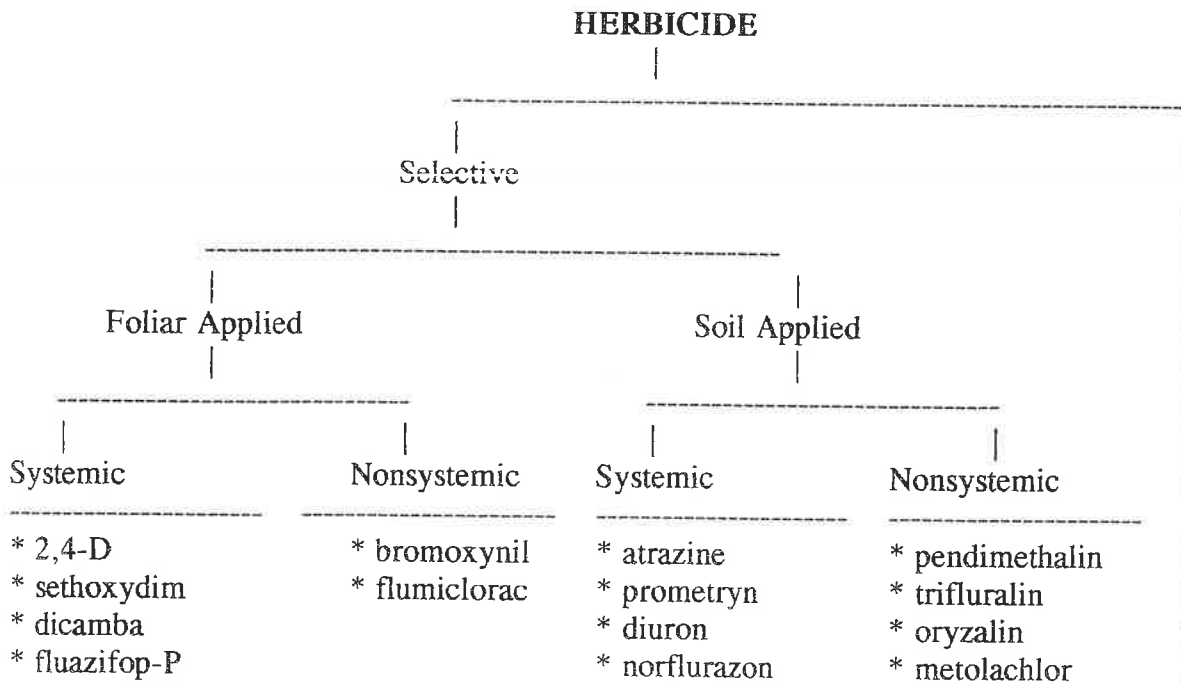 HERBICIDE
Selective
Foliar Applied Soil Applied
Systemic Nonsystemic Systemic Nonsystemic
* 2,4-D * bromoxynil * atrazine * pendimethalin
* sethoxydim * flumiclorac * prometryn * trifluralin
* dicamba * diuron * oryzalin
* fluazifop-P * norflurazon * metolachlor